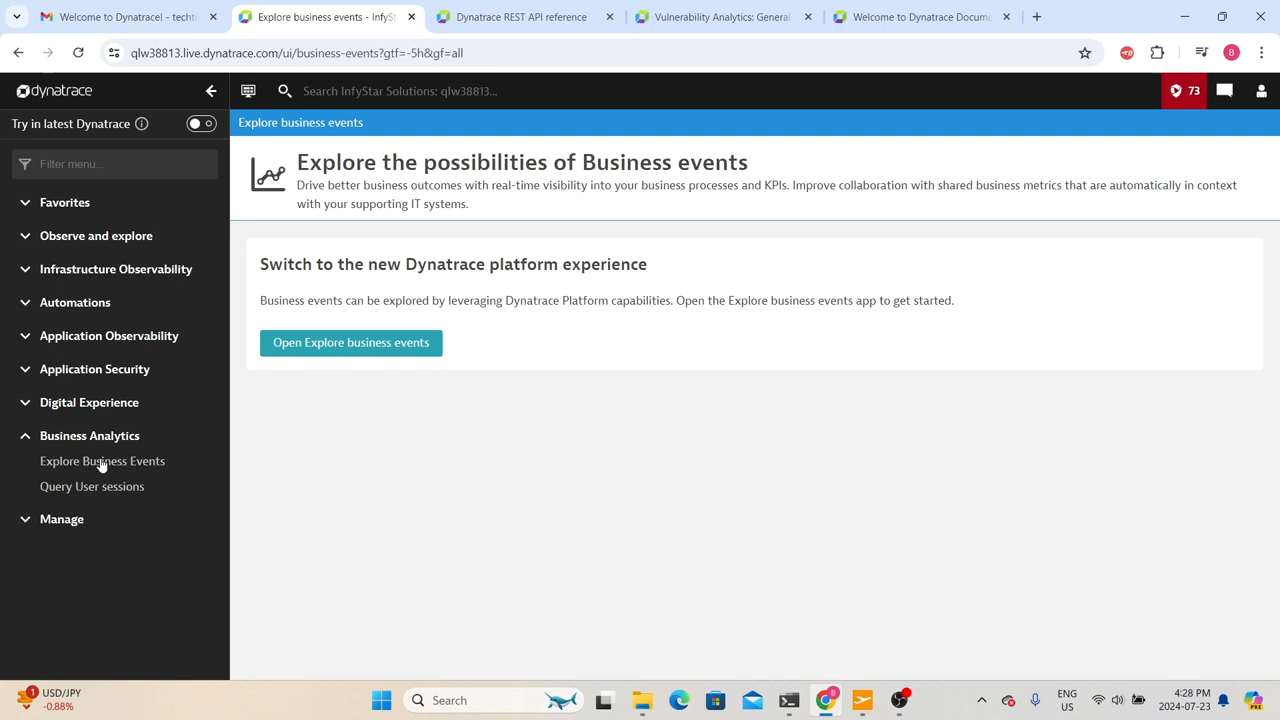 Welcome to Dynatrace! - techt
Explore business events - InfySt
Dynatrace REST API reference
Vulnerability Analytics: General
Welcome to Dynatrace Docume
qlw38813.live.dynatrace.com/ui/business-events?gtf=-5h&gf=all
B
dynatrace
Search InfyStar Solutions: qlw38813...
73
Try in latest Dynatrace
Explore business events
Filter menu...
Explore the possibilities of Business events
Drive better business outcomes with real-time visibility into your business processes and KPIs. Improve collaboration with shared business metrics that are automatically in context
with your supporting IT systems.
Favorites
Observe and explore
Infrastructure Observability
Automations
Application Observability
Application Security
Digital Experience
Business Analytics
Explore Business Events
Query User sessions
Manage
Switch to the new Dynatrace platform experience
Business events can be explored by leveraging Dynatrace Platform capabilities. Open the Explore business events app to get started.
Open Explore business events
1
USD/JPY
-0.88%
Search
B
ENG
US
4:28 PM
2024-07-23
PRE